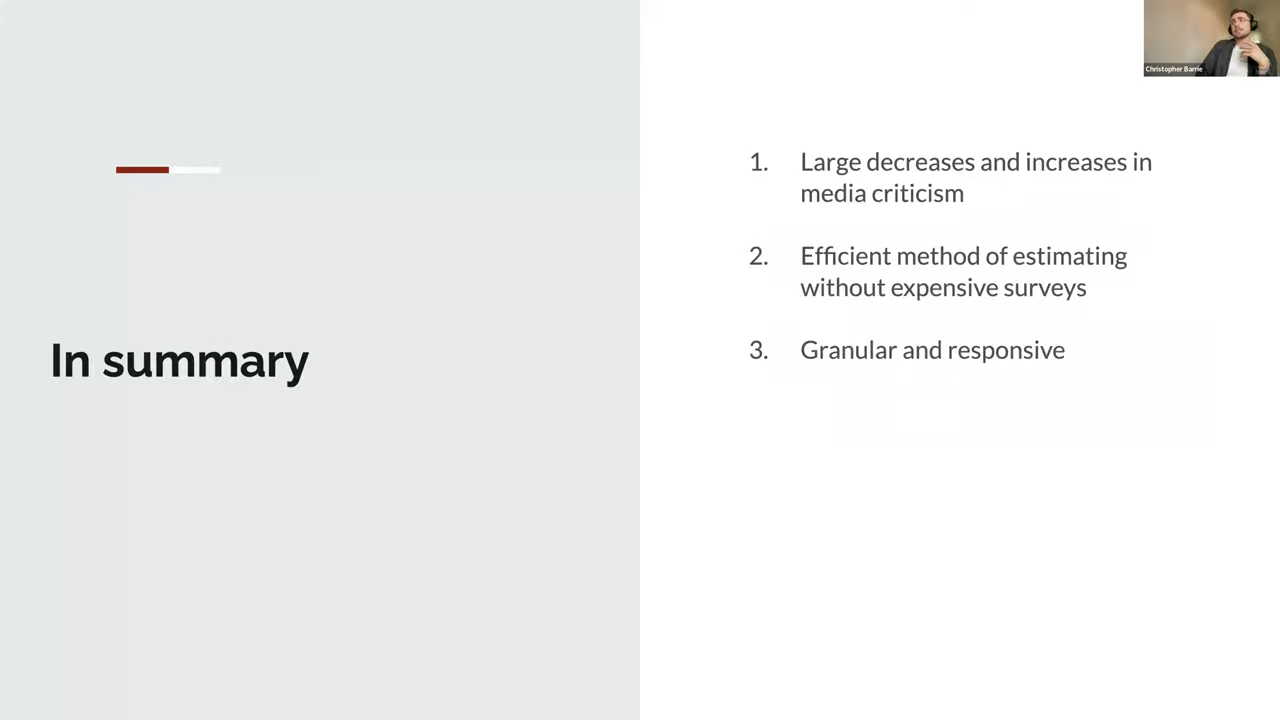 Christopher Barrie
In summary
1. Large decreases and increases in
media criticism
2. Efficient method of estimating
without expensive surveys
3. Granular and responsive